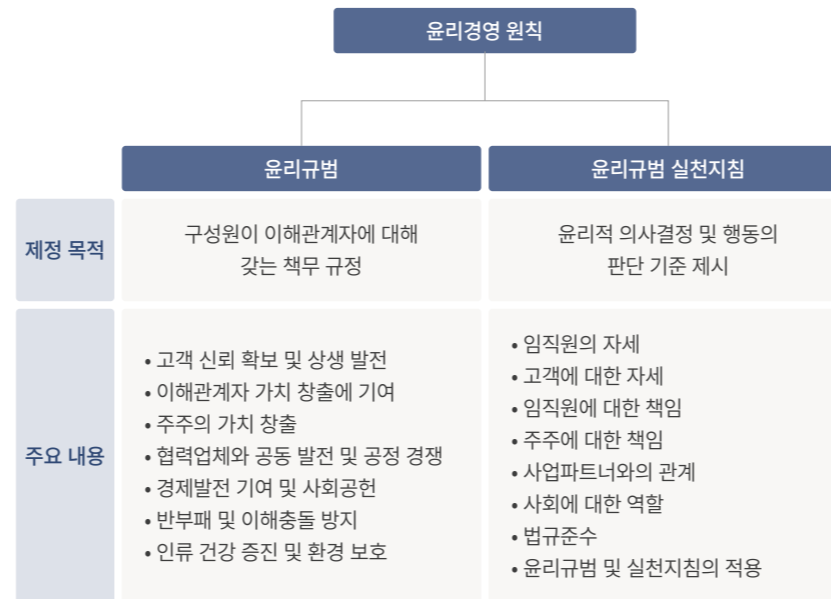 윤리경영 원칙
윤리규범
윤리규범 실천지침
제정 목적
구성원이 이해관계자에 대해
갖는 책무 규정
윤리적 의사결정 및 행동의
판단 기준 제시
주요 내용
• 고객 신뢰 확보 및 상생 발전
• 이해관계자 가치 창출에 기여
• 주주의 가치 창출
• 협력업체와 공동 발전 및 공정 경쟁
• 경제발전 기여 및 사회공헌
• 반부패 및 이해충돌 방지
• 인류 건강 증진 및 환경 보호
• 임직원의 자세
• 고객에 대한 자세
• 임직원에 대한 책임
• 주주에 대한 책임
• 사업파트너와의 관계
• 사회에 대한 역할
• 법규준수
• 윤리규범 및 실천지침의 적용